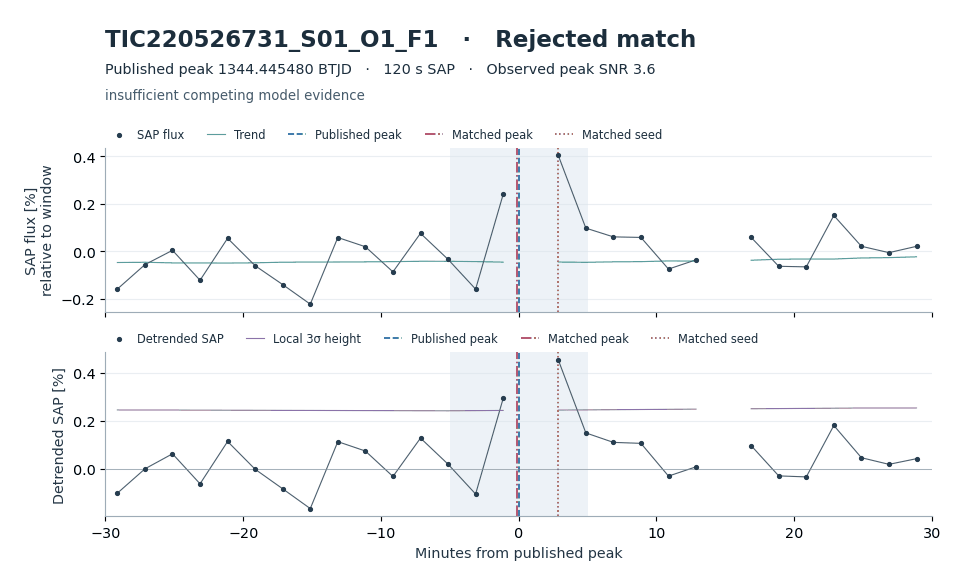 TIC220526731_S01_O1_F1 · Rejected match
Published peak 1344.445480 BTJD · 120 s SAP · Observed peak SNR 3.6
insufficient competing model evidence
SAP flux Trend Published peak Matched peak Matched seed
SAP flux [%]
relative to window
0.4
0.2
0.0
−0.2
Detrended SAP Local 3σ height Published peak Matched peak Matched seed
Detrended SAP [%]
0.4
0.2
0.0
−30 −20 −10 0 10 20 30
Minutes from published peak